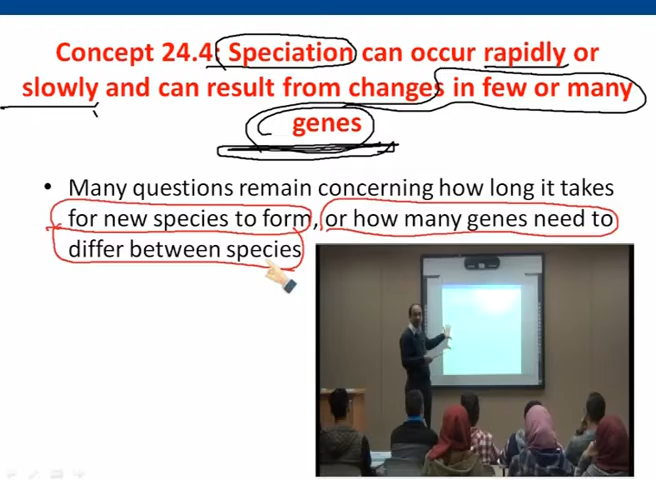 Concept 24.4: Speciation can occur rapidly or
slowly and can result from changes in few or many
genes
• Many questions remain concerning how long it takes
for new species to form, or how many genes need to
differ between species